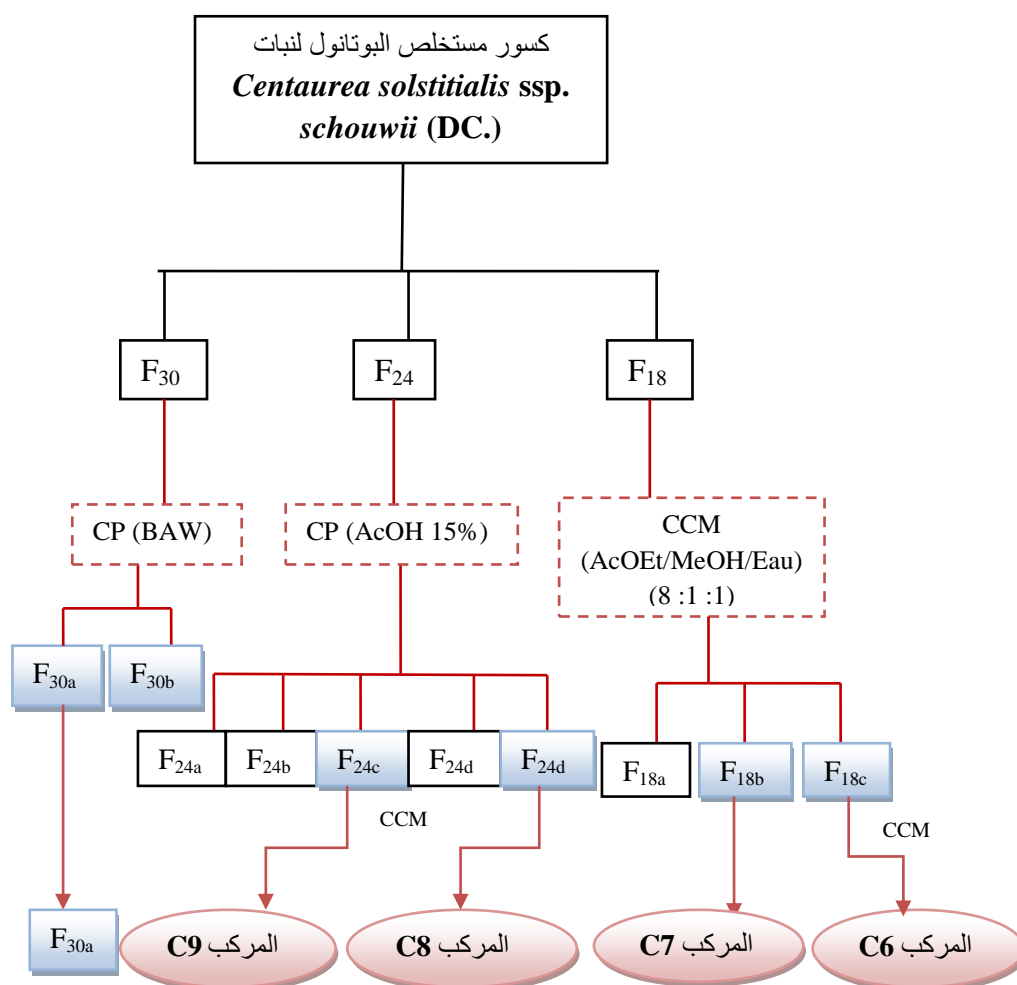 كسور مستخلص البوتانول لنبات
Centaurea solstitialis ssp.
schouwii (DC.)
F30
F24
F18
CP (BAW)
CP (AcOH 15%)
CCM
(AcOEt/MeOH/Eau)
(8 :1 :1)
F30a
F30b
F24a
F24b
F24c
F24d
F24d
F18a
F18b
F18c
CCM
CCM
F30a
المركب C9
المركب C8
المركب C7
المركب C6